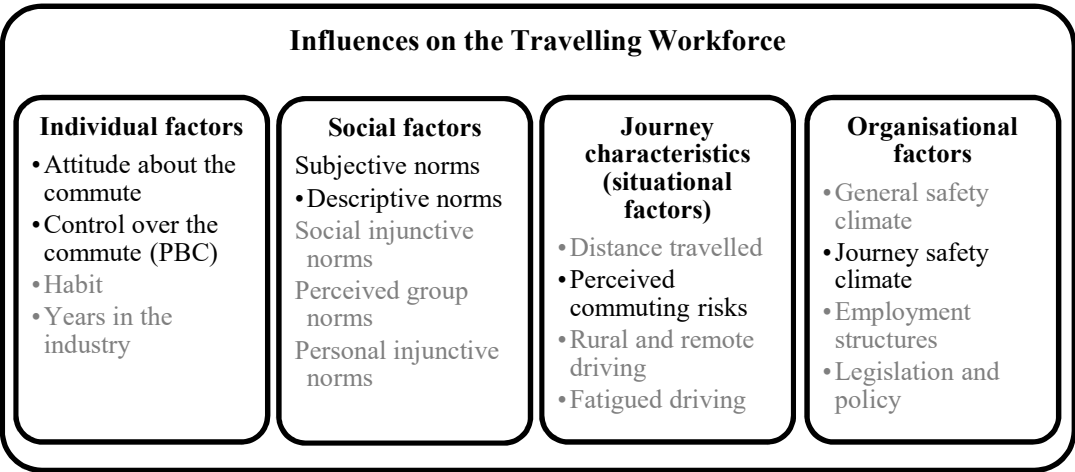 Influences on the Travelling Workforce
Individual factors
•Attitude about the
commute
•Control over the
commute (PBC)
•Habit
•Years in the
industry
Social factors
Subjective norms
•Descriptive norms
Social injunctive
norms
Perceived group
norms
Personal injunctive
norms
Journey
characteristics
(situational
factors)
•Distance travelled
•Perceived
commuting risks
•Rural and remote
driving
•Fatigued driving
Organisational
factors
•General safety
climate
•Journey safety
climate
•Employment
structures
•Legislation and
policy